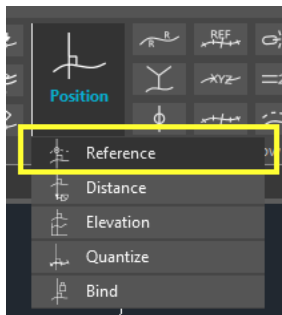 R R REF
Position XYZ
Reference
Distance
Elevation
Quantize
Bind